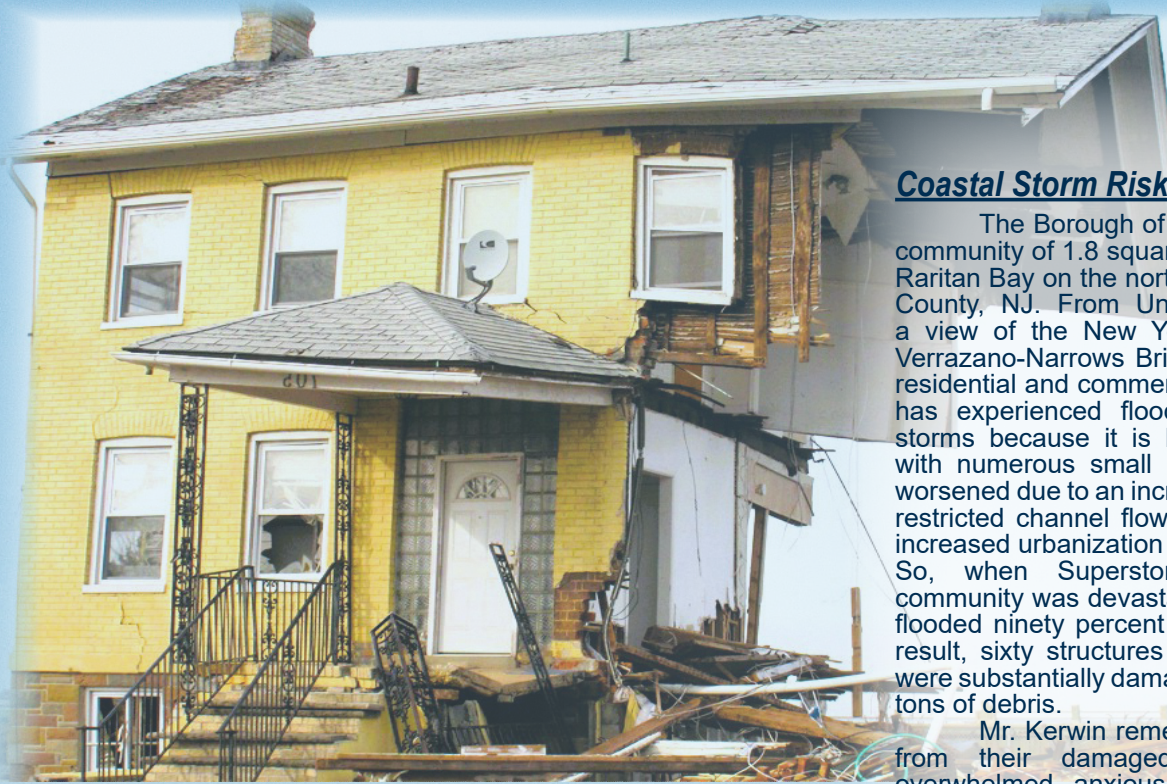 Coastal Storm Risk
The Borough of
community of 1.8 squar
Raritan Bay on the nort
County, NJ. From Un
a view of the New Y
Verrazano-Narrows Bri
residential and commer
has experienced flood
storms because it is l
with numerous small
worsened due to an incr
restricted channel flow
increased urbanization
So, when Superstor
community was devast
flooded ninety percent
result, sixty structures
were substantially dama
tons of debris.
Mr. Kerwin reme
from their damaged
overwhelmed, anxious